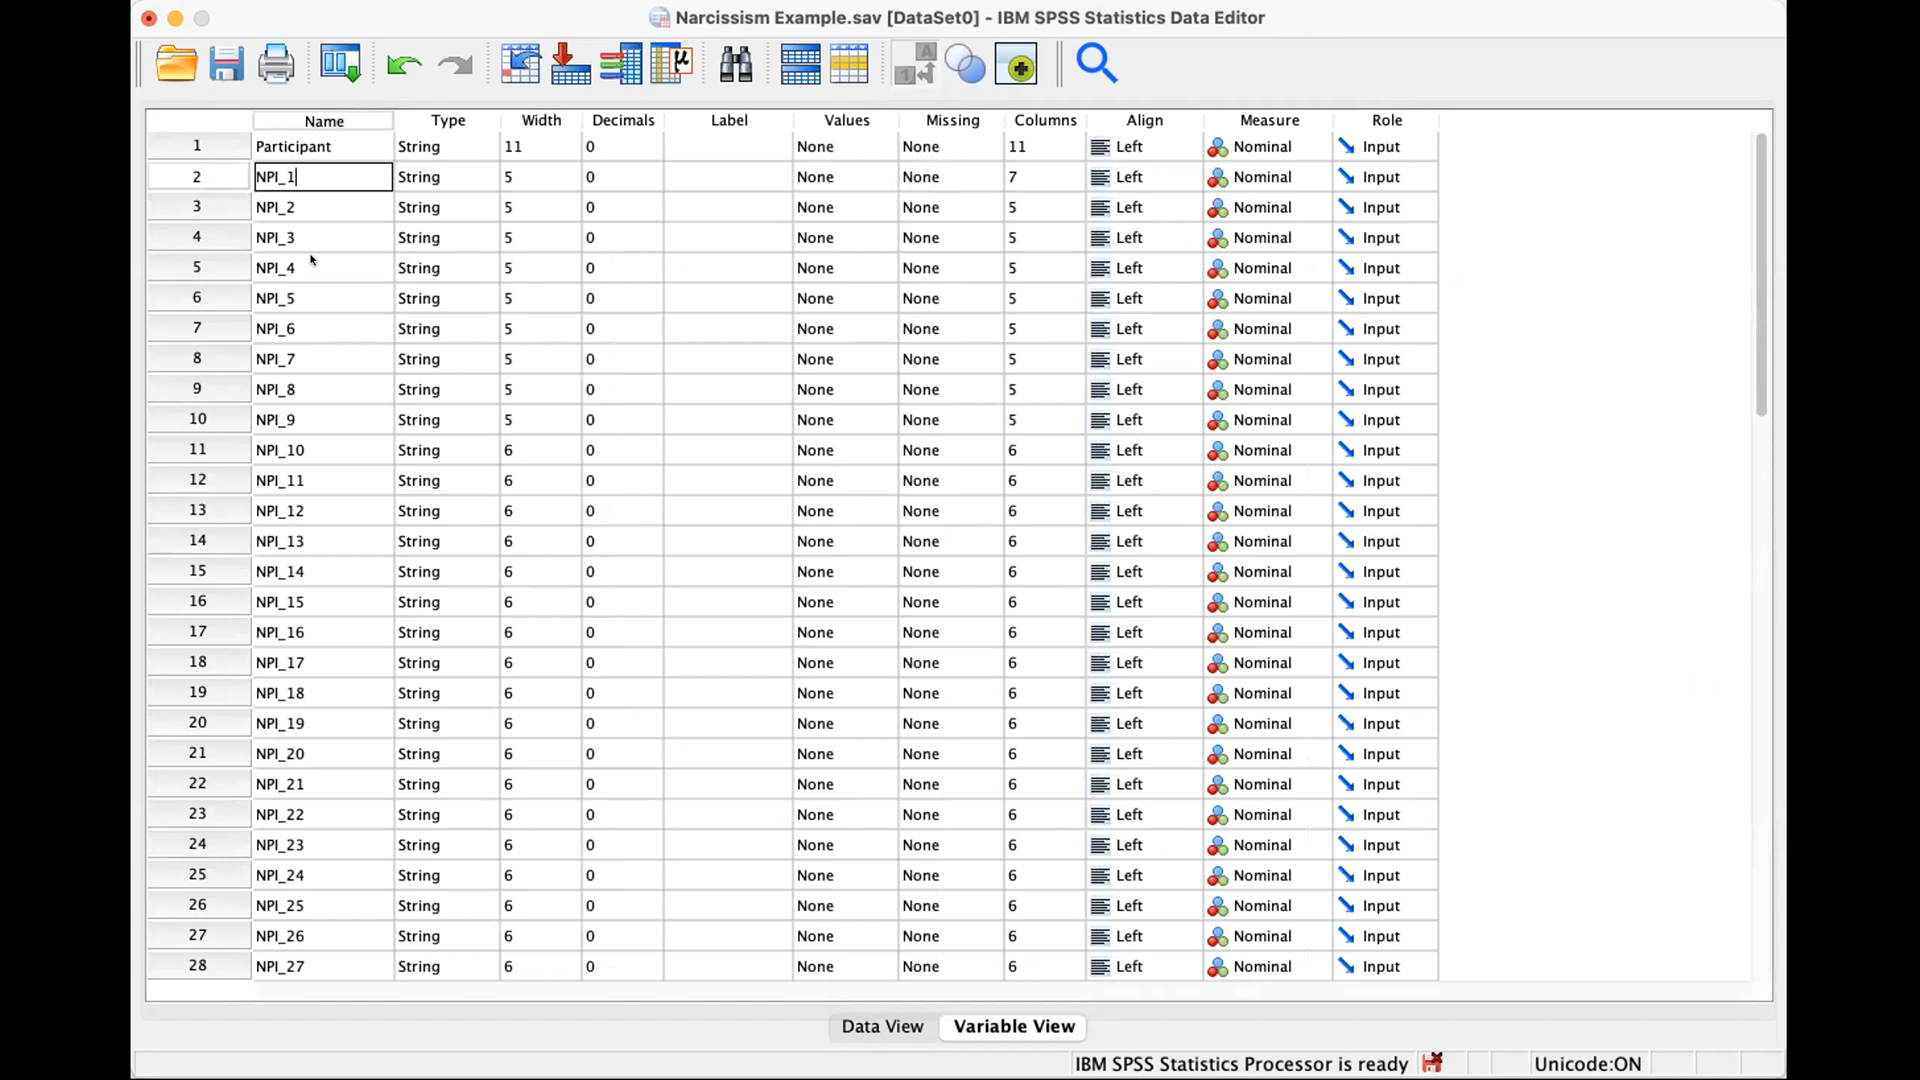 Narcissism Example.sav [DataSet0] - IBM SPSS Statistics Data Editor
Name Type Width Decimals Label Values Missing Columns Align Measure Role
1 Participant String 11 0 None None 11 Left Nominal Input
2 NPI_1 String 5 0 None None 7 Left Nominal Input
3 NPI_2 String 5 0 None None 5 Left Nominal Input
4 NPI_3 String 5 0 None None 5 Left Nominal Input
5 NPI_4 String 5 0 None None 5 Left Nominal Input
6 NPI_5 String 5 0 None None 5 Left Nominal Input
7 NPI_6 String 5 0 None None 5 Left Nominal Input
8 NPI_7 String 5 0 None None 5 Left Nominal Input
9 NPI_8 String 5 0 None None 5 Left Nominal Input
10 NPI_9 String 5 0 None None 5 Left Nominal Input
11 NPI_10 String 6 0 None None 6 Left Nominal Input
12 NPI_11 String 6 0 None None 6 Left Nominal Input
13 NPI_12 String 6 0 None None 6 Left Nominal Input
14 NPI_13 String 6 0 None None 6 Left Nominal Input
15 NPI_14 String 6 0 None None 6 Left Nominal Input
16 NPI_15 String 6 0 None None 6 Left Nominal Input
17 NPI_16 String 6 0 None None 6 Left Nominal Input
18 NPI_17 String 6 0 None None 6 Left Nominal Input
19 NPI_18 String 6 0 None None 6 Left Nominal Input
20 NPI_19 String 6 0 None None 6 Left Nominal Input
21 NPI_20 String 6 0 None None 6 Left Nominal Input
22 NPI_21 String 6 0 None None 6 Left Nominal Input
23 NPI_22 String 6 0 None None 6 Left Nominal Input
24 NPI_23 String 6 0 None None 6 Left Nominal Input
25 NPI_24 String 6 0 None None 6 Left Nominal Input
26 NPI_25 String 6 0 None None 6 Left Nominal Input
27 NPI_26 String 6 0 None None 6 Left Nominal Input
28 NPI_27 String 6 0 None None 6 Left Nominal Input
Data View Variable View
IBM SPSS Statistics Processor is ready Unicode:ON